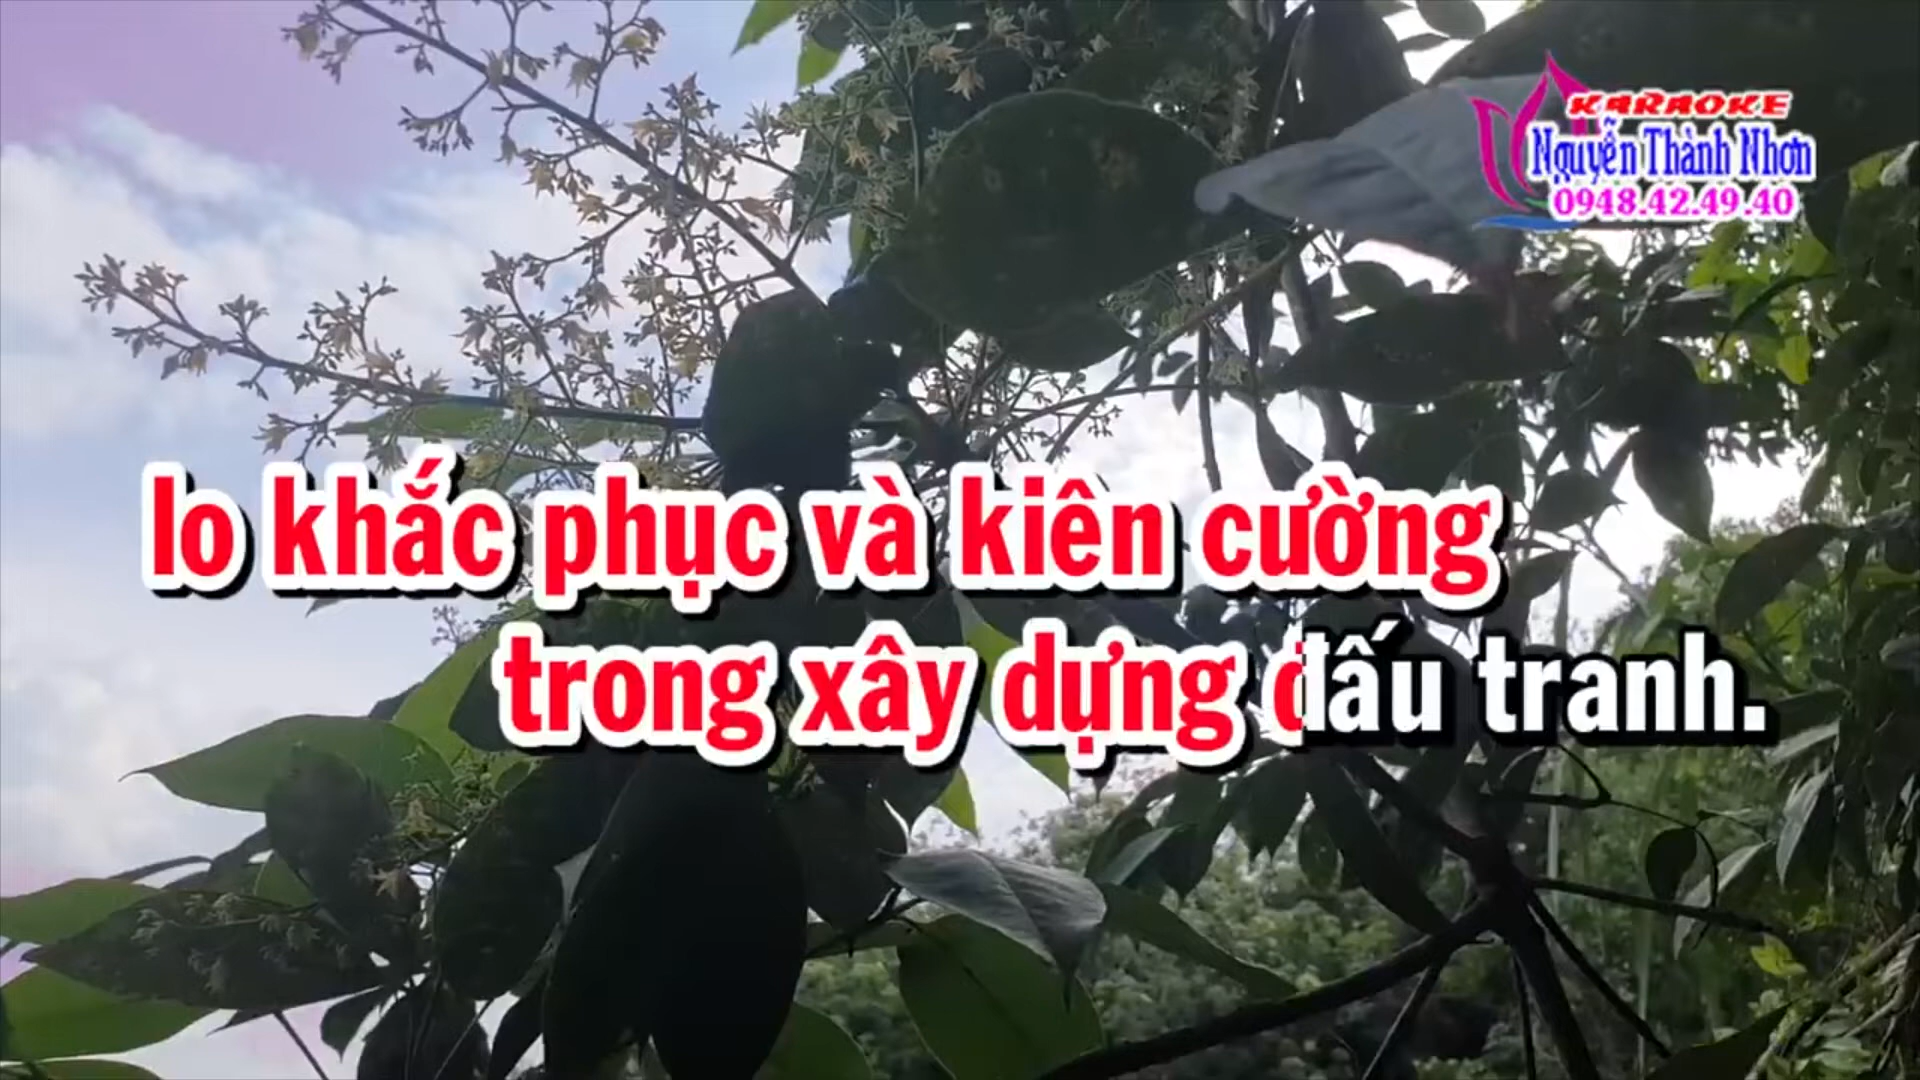 KARAOKE
Nguyễn Thành Nhơn
0948.42.49.40
lo khắc phục và kiên cường
trong xây dựng đấu tranh.